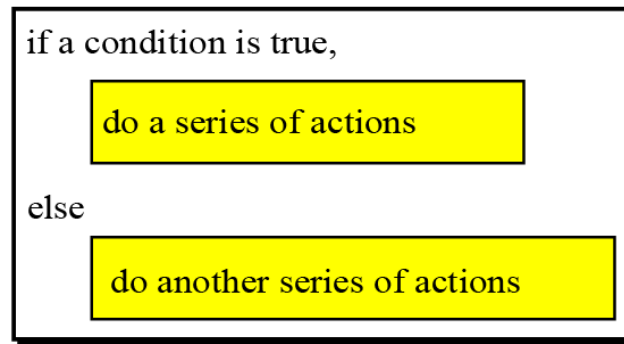 if a condition is true,
do a series of actions
else
do another series of actions